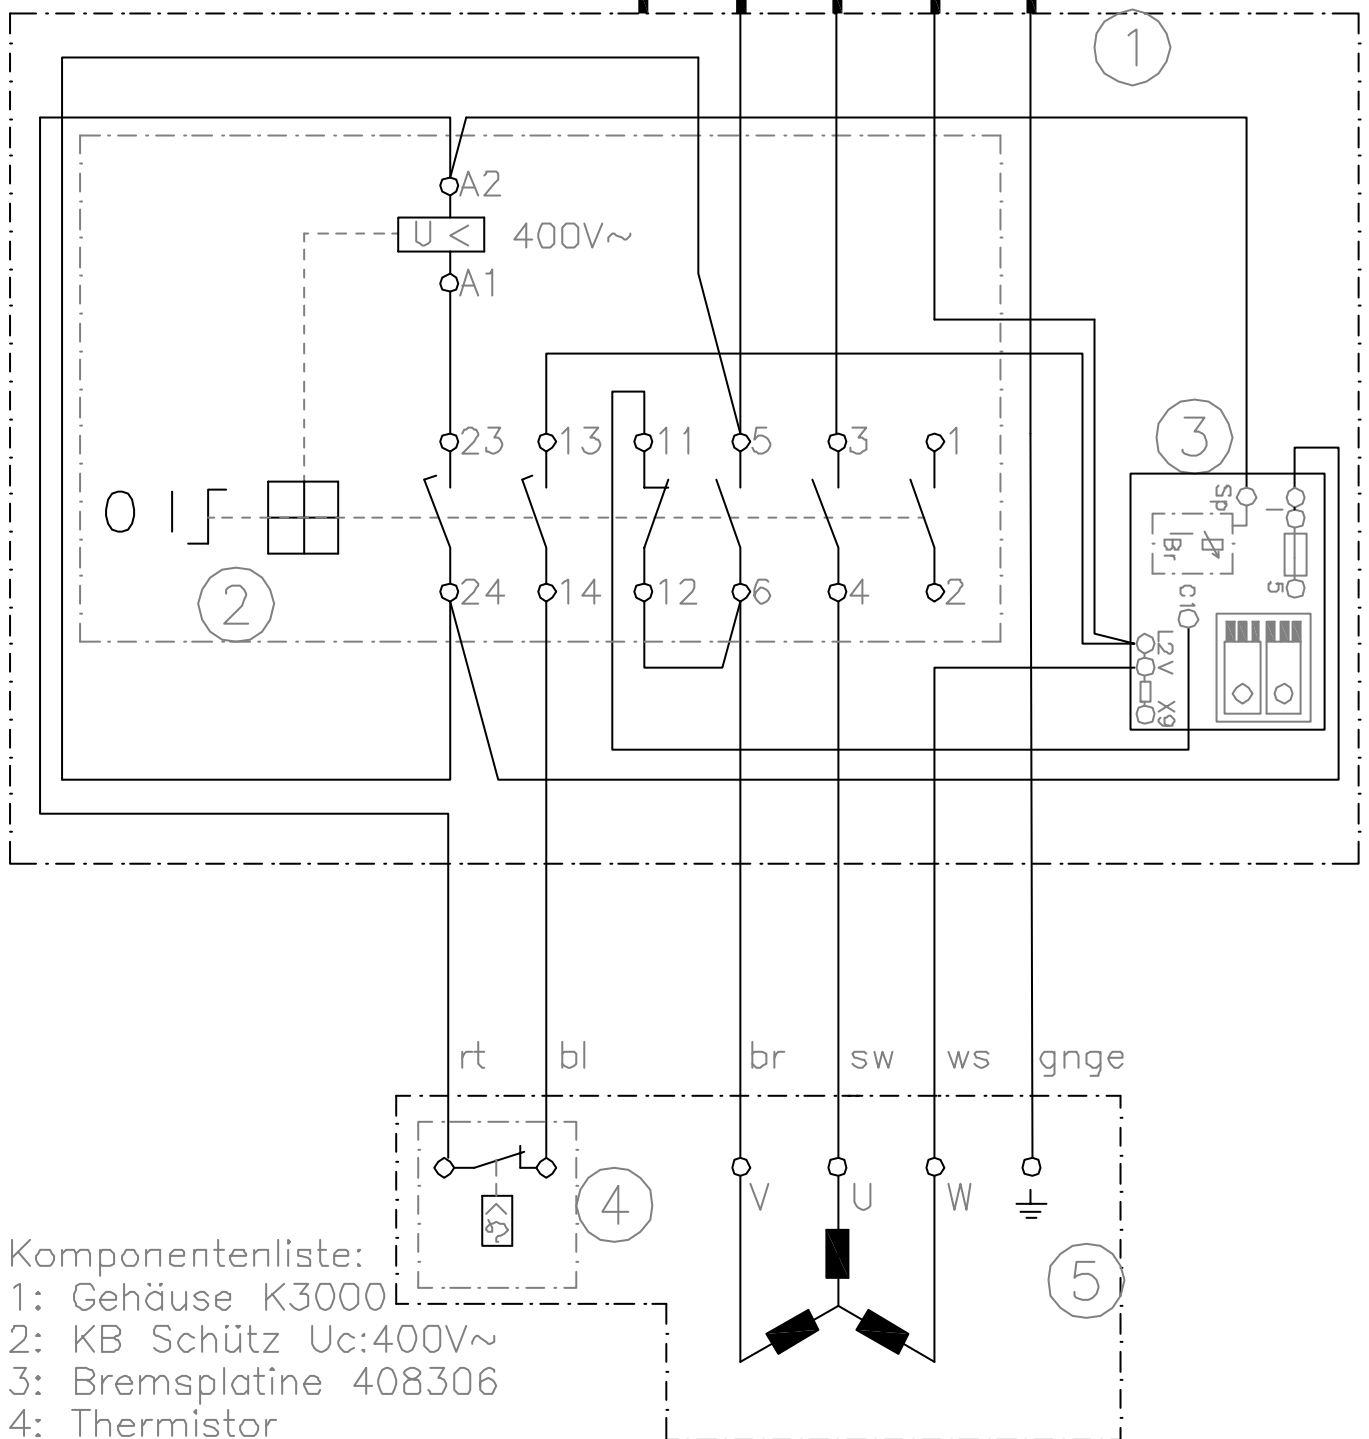 1
A2
U <
400V~
A1
23
13
11
5
3
1
3
Sp
I
I
Br
5
C1
L2
V
X9
0 I
24
14
12
6
4
2
2
rt
bl
br
sw
ws
gnge
V
U
W
4
5
Komponentenliste:
1: Gehäuse K3000
2: KB Schütz Uc:400V~
3: Bremsplatine 408306
4: Thermistor